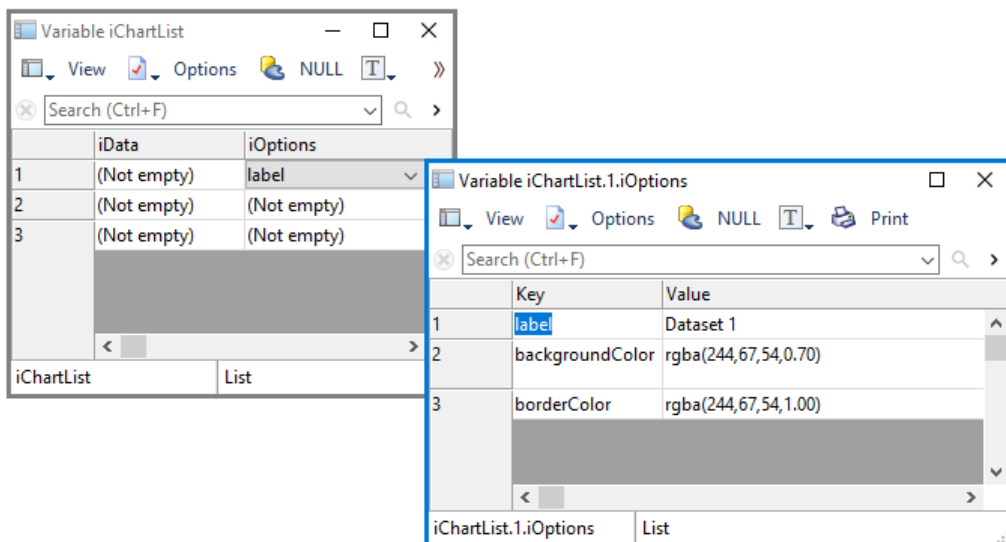 Variable iChartList
View Options NULL T
Search (Ctrl+F)
iData iOptions
1 (Not empty) label
2 (Not empty) (Not empty)
3 (Not empty) (Not empty)
iChartList List
Variable iChartList.1.iOptions
View Options NULL T Print
Search (Ctrl+F)
Key Value
1 label Dataset 1
2 backgroundColor rgba(244,67,54,0.70)
3 borderColor rgba(244,67,54,1.00)
iChartList.1.iOptions List